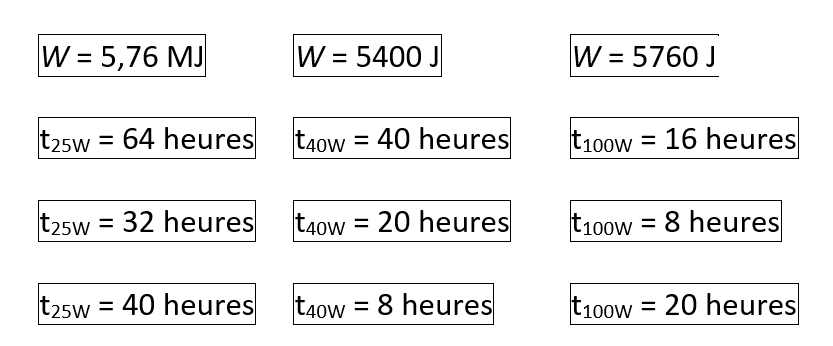 W = 5,76 MJ W = 5400 J W = 5760 J
t25W = 64 heures t40W = 40 heures t100W = 16 heures
t25W = 32 heures t40W = 20 heures t100W = 8 heures
t25W = 40 heures t40W = 8 heures t100W = 20 heures